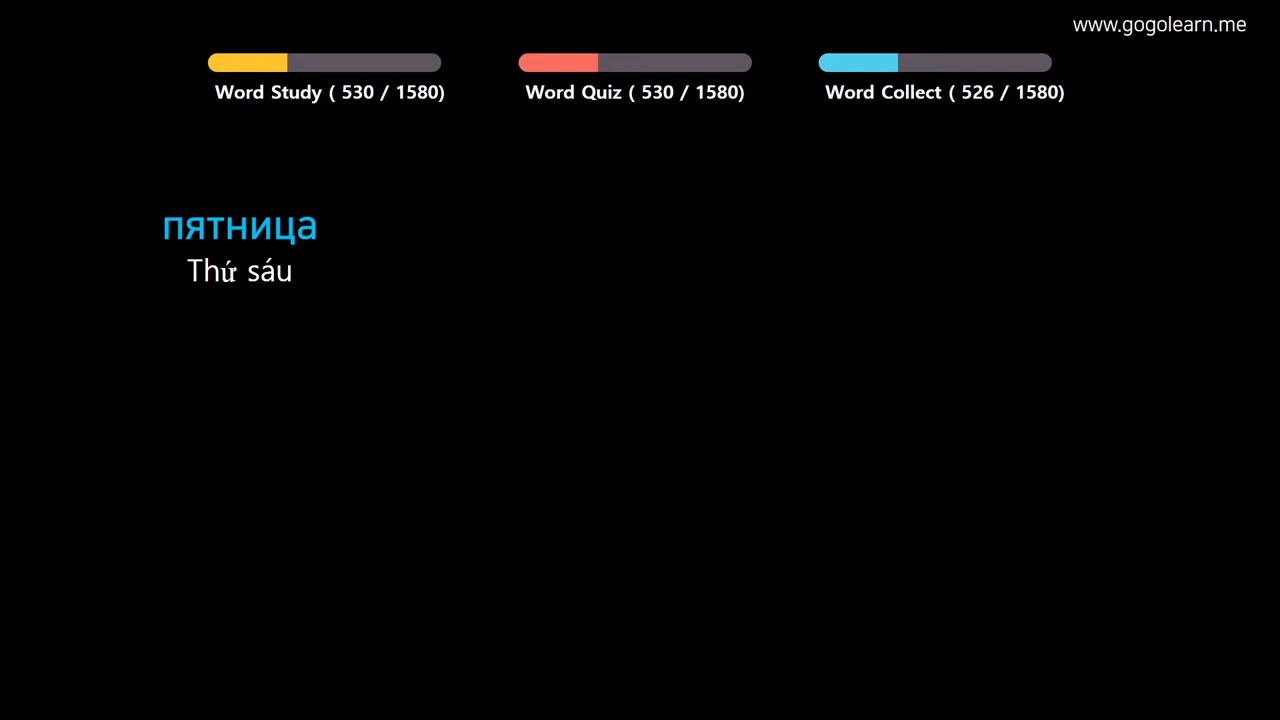 www.gogolearn.me
Word Study ( 530 / 1580)
Word Quiz ( 530 / 1580)
Word Collect ( 526 / 1580)
пятница
Thứ sáu